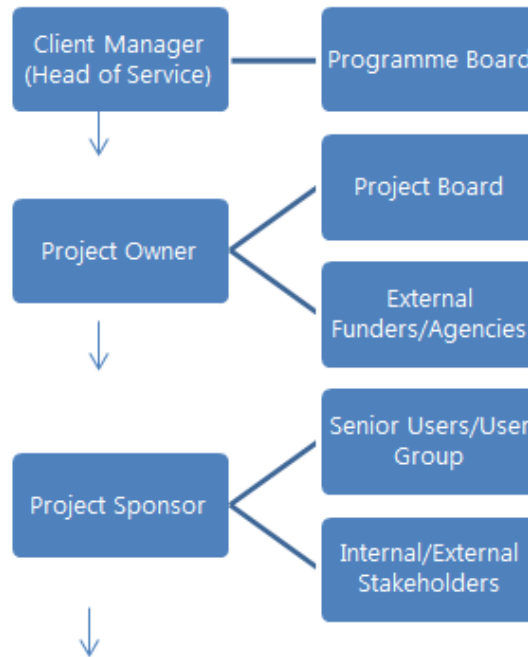 Client Manager
(Head of Service)
Programme Board
Project Board
Project Owner
External
Funders/Agencies
Senior Users/User
Group
Project Sponsor
Internal/External
Stakeholders